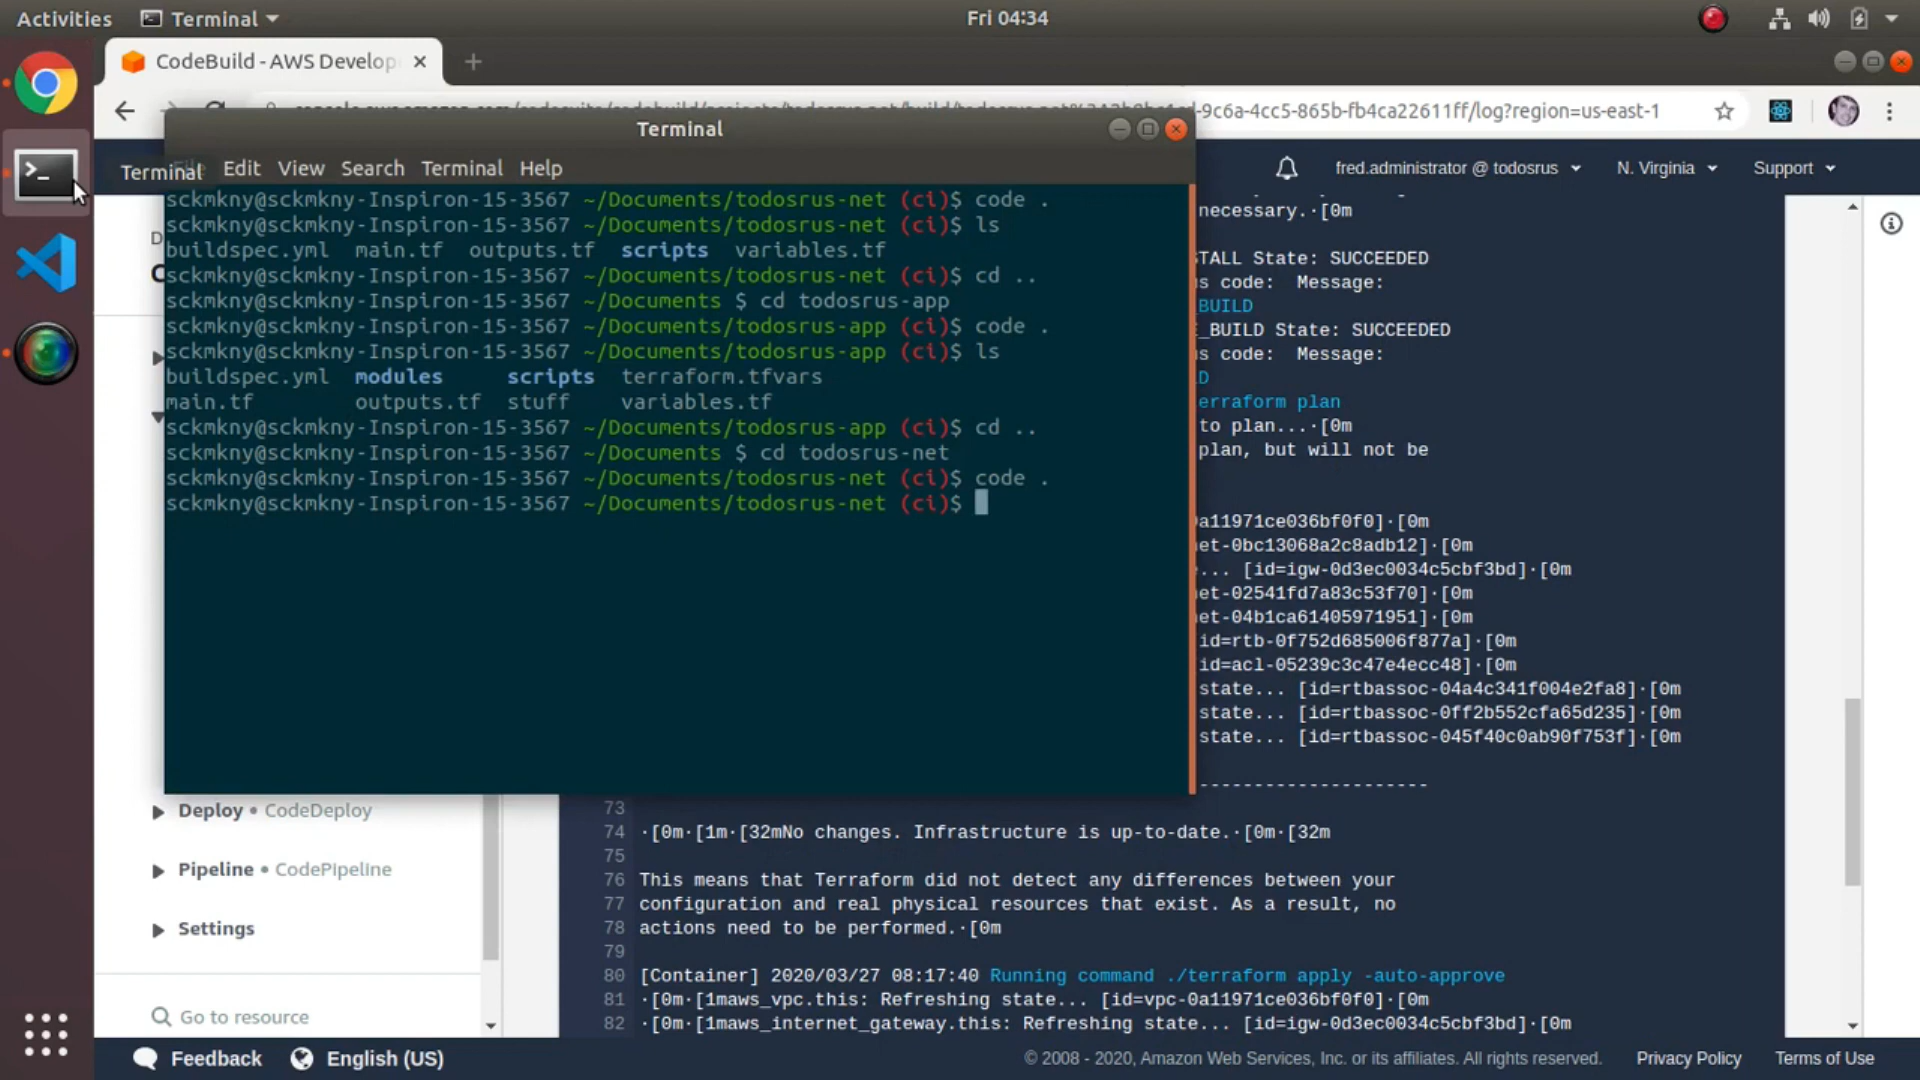 Activities
Terminal
Fri 04:34
CodeBuild - AWS Develop
-9c6a-4cc5-865b-fb4ca22611ff/log?region=us-east-1
Terminal
Terminal
Edit View Search Terminal Help
fred.administrator @ todosrus
N. Virginia
Support
sckmkny@sckmkny-Inspiron-15-3567 ~/Documents/todosrus-net (ci)$ code .
sckmkny@sckmkny-Inspiron-15-3567 ~/Documents/todosrus-net (ci)$ ls
buildspec.yml main.tf outputs.tf scripts variables.tf
sckmkny@sckmkny-Inspiron-15-3567 ~/Documents/todosrus-net (ci)$ cd ..
sckmkny@sckmkny-Inspiron-15-3567 ~/Documents $ cd todosrus-app
sckmkny@sckmkny-Inspiron-15-3567 ~/Documents/todosrus-app (ci)$ code .
sckmkny@sckmkny-Inspiron-15-3567 ~/Documents/todosrus-app (ci)$ ls
buildspec.yml modules scripts terraform.tfvars
main.tf outputs.tf stuff variables.tf
sckmkny@sckmkny-Inspiron-15-3567 ~/Documents/todosrus-app (ci)$ cd ..
sckmkny@sckmkny-Inspiron-15-3567 ~/Documents $ cd todosrus-net
sckmkny@sckmkny-Inspiron-15-3567 ~/Documents/todosrus-net (ci)$ code .
sckmkny@sckmkny-Inspiron-15-3567 ~/Documents/todosrus-net (ci)$
necessary.·[0m
TALL State: SUCCEEDED
s code: Message:
BUILD
_BUILD State: SUCCEEDED
s code: Message:
D
erraform plan
to plan...·[0m
plan, but will not be
0a11971ce036bf0f0]·[0m
et-0bc13068a2c8adb12]·[0m
... [id=igw-0d3ec0034c5cbf3bd]·[0m
et-02541fd7a83c53f70]·[0m
et-04b1ca61405971951]·[0m
id=rtb-0f752d685006f877a]·[0m
id=acl-05239c3c47e4ecc48]·[0m
state... [id=rtbassoc-04a4c341f004e2fa8]·[0m
state... [id=rtbassoc-0ff2b552cfa65d235]·[0m
state... [id=rtbassoc-045f40c0ab90f753f]·[0m
---------------------
73
74 ·[0m·[1m·[32mNo changes. Infrastructure is up-to-date.·[0m·[32m
75
76 This means that Terraform did not detect any differences between your
77 configuration and real physical resources that exist. As a result, no
78 actions need to be performed.·[0m
79
80 [Container] 2020/03/27 08:17:40 Running command ./terraform apply -auto-approve
81 ·[0m·[1maws_vpc.this: Refreshing state... [id=vpc-0a11971ce036bf0f0]·[0m
82 ·[0m·[1maws_internet_gateway.this: Refreshing state... [id=igw-0d3ec0034c5cbf3bd]·[0m
Deploy • CodeDeploy
Pipeline • CodePipeline
Settings
Go to resource
Feedback
English (US)
© 2008 - 2020, Amazon Web Services, Inc. or its affiliates. All rights reserved.
Privacy Policy
Terms of Use